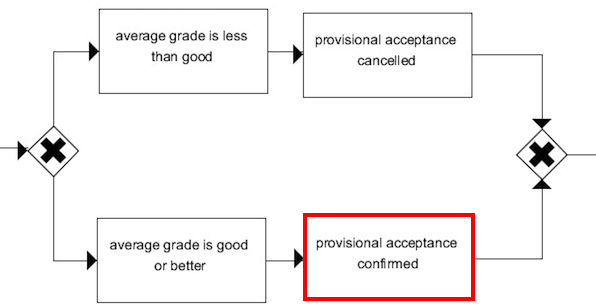 average grade is less
than good
provisional acceptance
cancelled
average grade is good
or better
provisional acceptance
confirmed